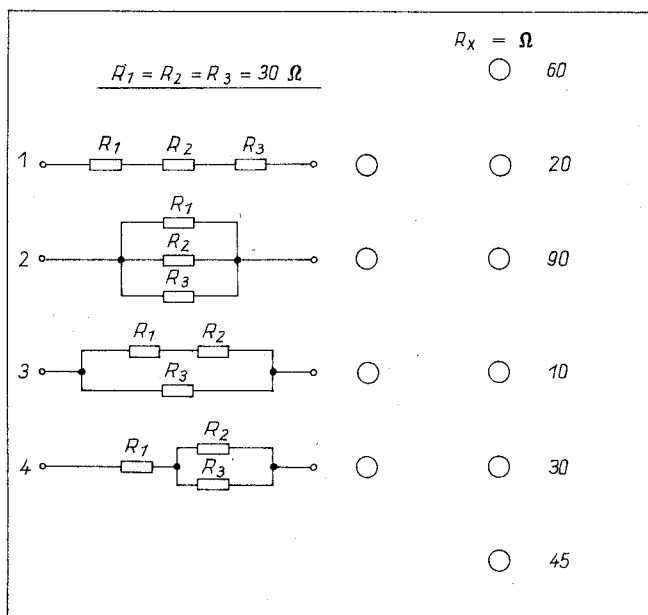 R_X = Ω
60
R_1 = R_2 = R_3 = 30 Ω
1 R_1 R_2 R_3 20
R_1
2 R_2 90
R_3
R_1 R_2
3 R_3 10
R_2
4 R_1 R_3 30
45